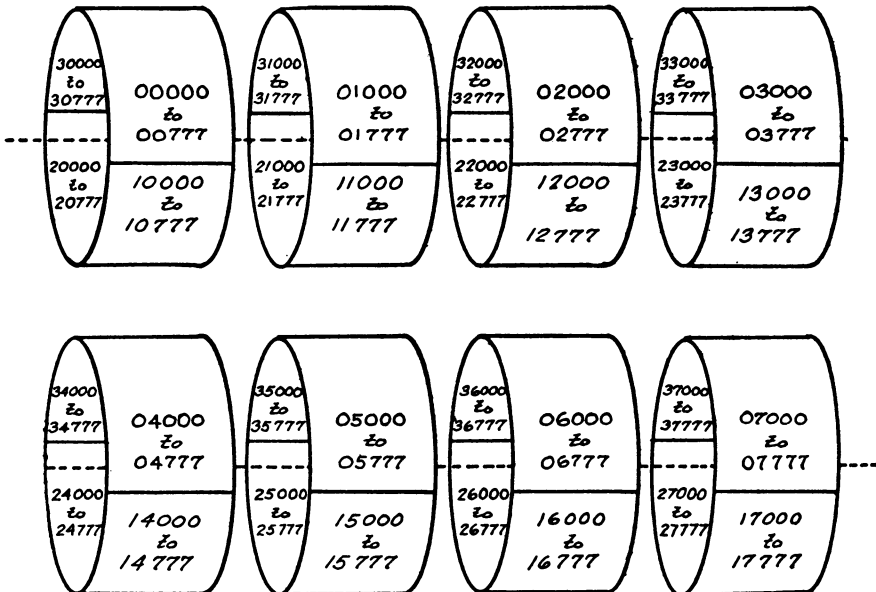 30000
to
30777
00000
to
00777
20000
to
20777
10000
to
10777
31000
to
31777
01000
to
01777
21000
to
21777
11000
to
11777
32000
to
32777
02000
to
02777
22000
to
22777
12000
to
12777
33000
to
33777
03000
to
03777
23000
to
23777
13000
to
13777
34000
to
34777
04000
to
04777
24000
to
24777
14000
to
14777
35000
to
35777
05000
to
05777
25000
to
25777
15000
to
15777
36000
to
36777
06000
to
06777
26000
to
26777
16000
to
16777
37000
to
37777
07000
to
07777
27000
to
27777
17000
to
17777